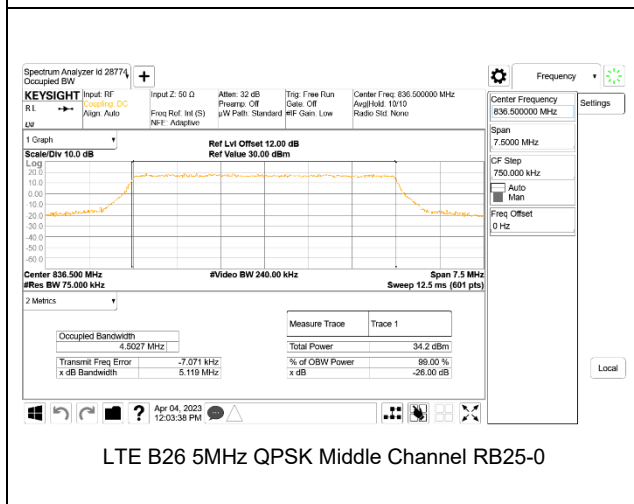 Spectrum Analyzer Id 28774
Occupied BW
Frequency
KEYSIGHT
Input: RF
Input Z: 50 Ω
Atten: 32 dB
Trig: Free Run
Center Freq: 836.500000 MHz
RL
Coupling: DC
Preamp: Off
Gate: Off
Avg|Hold: 10/10
Align: Auto
Freq Ref: Int (S)
µW Path: Standard
#IF Gain: Low
Radio Std: None
NFE: Adaptive
Center Frequency
836.500000 MHz
Settings
Span
7.5000 MHz
CF Step
750.000 kHz
Auto
Man
Freq Offset
0 Hz
1 Graph
Ref Lvl Offset 12.00 dB
Scale/Div 10.0 dB
Ref Value 30.00 dBm
Log
20.0
10.0
0.00
-10.0
-20.0
-30.0
-40.0
-50.0
-60.0
Center 836.500 MHz
#Video BW 240.00 kHz
Span 7.5 MHz
#Res BW 75.000 kHz
Sweep 12.5 ms (601 pts)
2 Metrics
Measure Trace
Trace 1
Occupied Bandwidth
4.5027 MHz
Total Power
34.2 dBm
Transmit Freq Error
-7.071 kHz
% of OBW Power
99.00 %
x dB Bandwidth
5.119 MHz
x dB
-26.00 dB
Local
?
Apr 04, 2023
12:03:38 PM
LTE B26 5MHz QPSK Middle Channel RB25-0